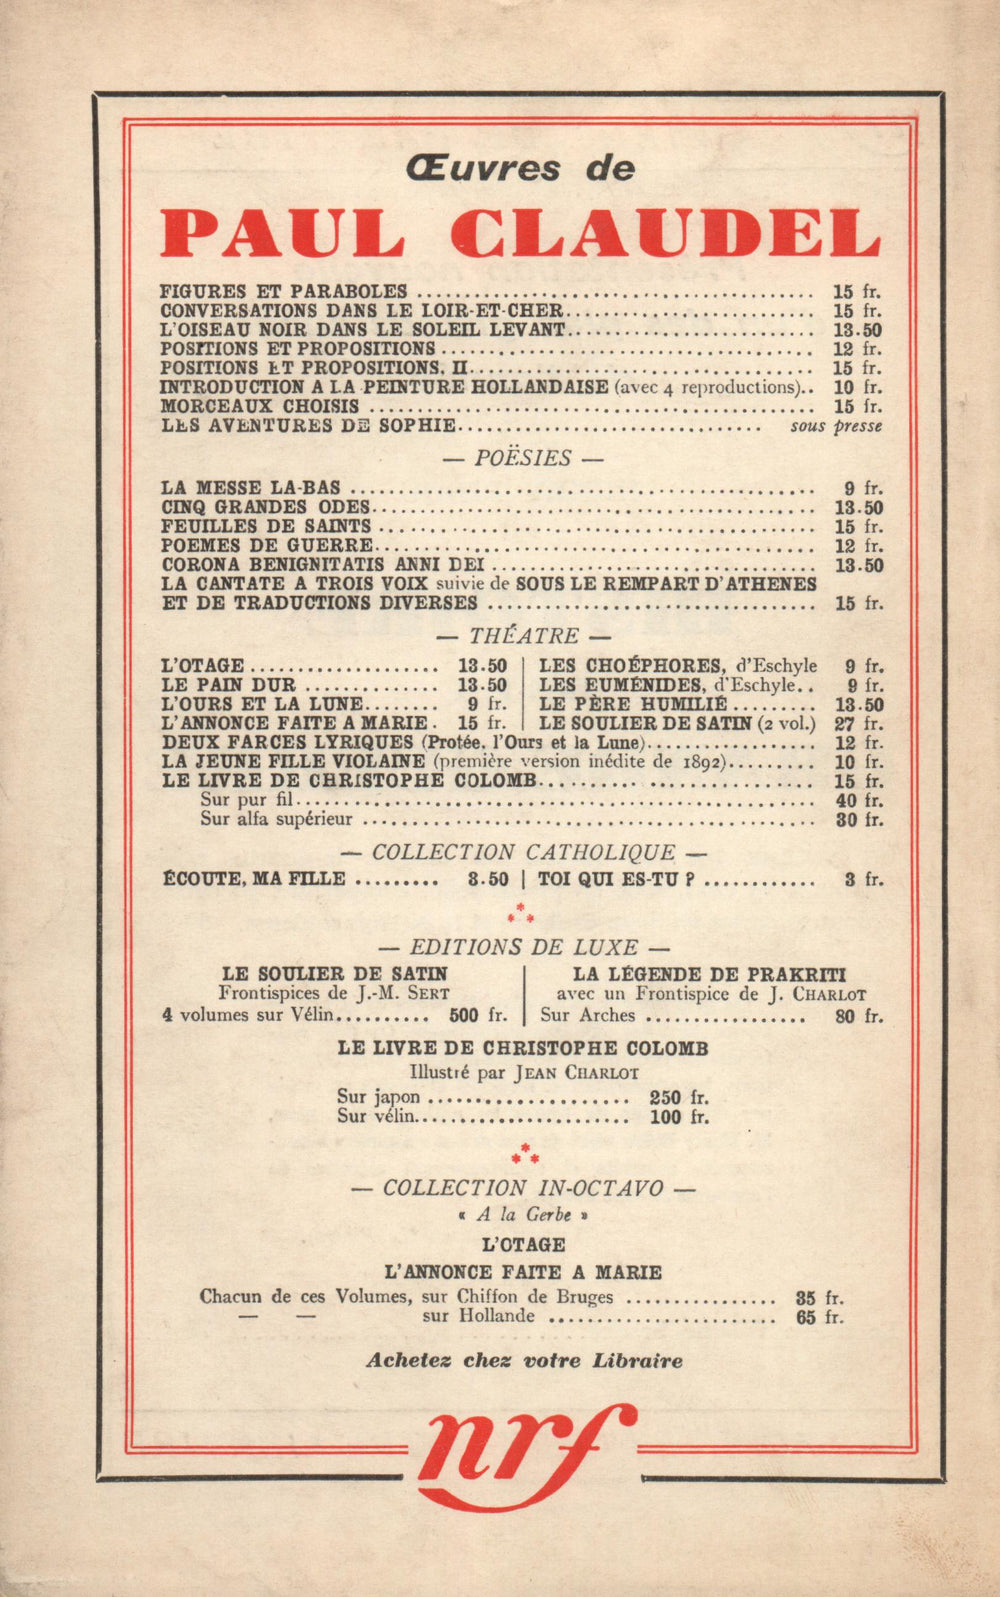 Œuvres de
PAUL CLAUDEL
FIGURES ET PARABOLES ........................................ 15 fr.
CONVERSATIONS DANS LE LOIR-ET-CHER.......................... 15 fr.
L'OISEAU NOIR DANS LE SOLEIL LEVANT.......................... 13.50
POSITIONS ET PROPOSITIONS ...................................... 12 fr.
POSITIONS ET PROPOSITIONS, II................................... 15 fr.
INTRODUCTION A LA PEINTURE HOLLANDAISE (avec 4 reproductions).. 10 fr.
MORCEAUX CHOISIS ............................................. 15 fr.
LES AVENTURES DE SOPHIE............................... sous presse
— POËSIES —
LA MESSE LA-BAS ............................................... 9 fr.
CINQ GRANDES ODES............................................ 13.50
FEUILLES DE SAINTS ............................................ 15 fr.
POEMES DE GUERRE............................................ 12 fr.
CORONA BENIGNITATIS ANNI DEI ................................. 13.50
LA CANTATE A TROIS VOIX suivie de SOUS LE REMPART D'ATHENES
ET DE TRADUCTIONS DIVERSES ................................. 15 fr.
— THÉATRE —
L'OTAGE ................... 13.50 | LES CHOÉPHORES, d'Eschyle 9 fr.
LE PAIN DUR ............. 13.50 | LES EUMÉNIDES, d'Eschyle.. 9 fr.
L'OURS ET LA LUNE........ 9 fr. | LE PÈRE HUMILIÉ ......... 13.50
L'ANNONCE FAITE A MARIE . 15 fr. | LE SOULIER DE SATIN (2 vol.) 27 fr.
DEUX FARCES LYRIQUES (Protée, l'Ours et la Lune)................. 12 fr.
LA JEUNE FILLE VIOLAINE (première version inédite de 1892)......... 10 fr.
LE LIVRE DE CHRISTOPHE COLOMB............................ 15 fr.
Sur pur fil.................................................... 40 fr.
Sur alfa supérieur ............................................. 30 fr.
— COLLECTION CATHOLIQUE —
ÉCOUTE, MA FILLE ......... 3.50 | TOI QUI ES-TU ? ............ 3 fr.
— EDITIONS DE LUXE —
LE SOULIER DE SATIN
Frontispices de J.-M. SERT
4 volumes sur Vélin.......... 500 fr.
LA LÉGENDE DE PRAKRITI
avec un Frontispice de J. CHARLOT
Sur Arches ................. 80 fr.
LE LIVRE DE CHRISTOPHE COLOMB
Illustré par JEAN CHARLOT
Sur japon ..................... 250 fr.
Sur vélin....................... 100 fr.
— COLLECTION IN-OCTAVO —
« A la Gerbe »
L'OTAGE
L'ANNONCE FAITE A MARIE
Chacun de ces Volumes, sur Chiffon de Bruges ................ 35 fr.
— — sur Hollande ........................ 65 fr.
Achetez chez votre Libraire
nrf